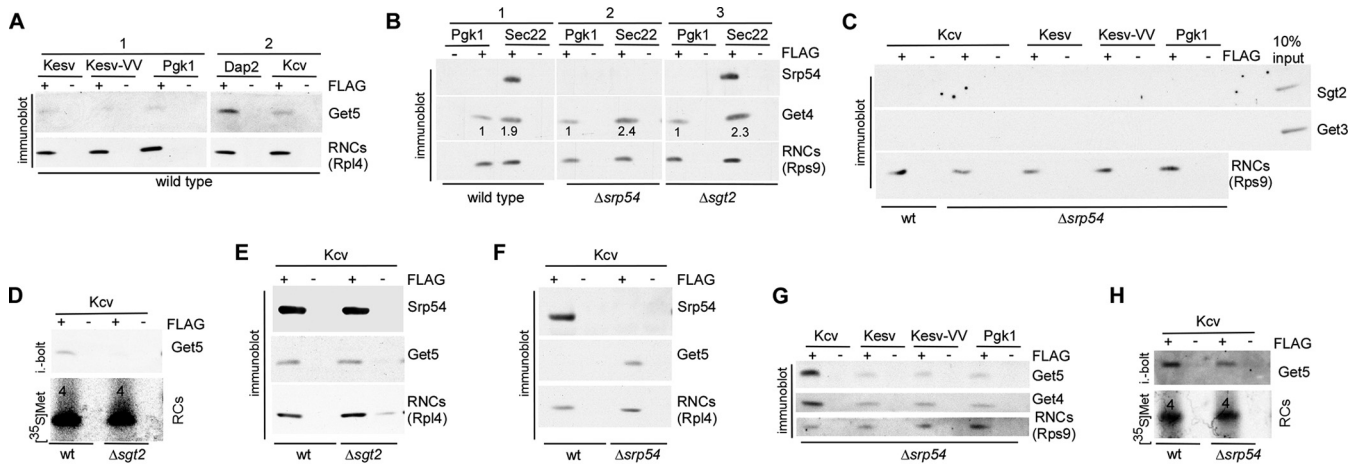 A
1
2
Kesv Kesv-VV Pgk1 Dap2 Kcv
+ - + - + - + - + - FLAG
immunoblot
Get5
RNCs
(Rpl4)
wild type
B
1 2 3
Pgk1 Sec22 Pgk1 Sec22 Pgk1 Sec22
- + + - + - + - + - + - FLAG
immunoblot
Srp54
Get4
1 1.9 1 2.4 1 2.3
RNCs
(Rps9)
wild type Δsrp54 Δsgt2
C
Kcv Kesv Kesv-VV Pgk1
10%
input
+ - + - + - + - + - FLAG
immunoblot
Sgt2
Get3
RNCs
(Rps9)
wt Δsrp54
D
Kcv
+ - + - FLAG
i.-bolt
Get5
[35S]Met
4 4
RCs
wt Δsgt2
E
Kcv
+ - + - FLAG
immunoblot
Srp54
Get5
RNCs
(Rpl4)
wt Δsgt2
F
Kcv
+ - + - FLAG
immunoblot
Srp54
Get5
RNCs
(Rpl4)
wt Δsrp54
G
Kcv Kesv Kesv-VV Pgk1
+ - + - + - + - FLAG
immunoblot
Get5
Get4
RNCs
(Rps9)
Δsrp54
H
Kcv
+ - + - FLAG
i.-bolt
Get5
[35S]Met
4 4
RCs
wt Δsrp54